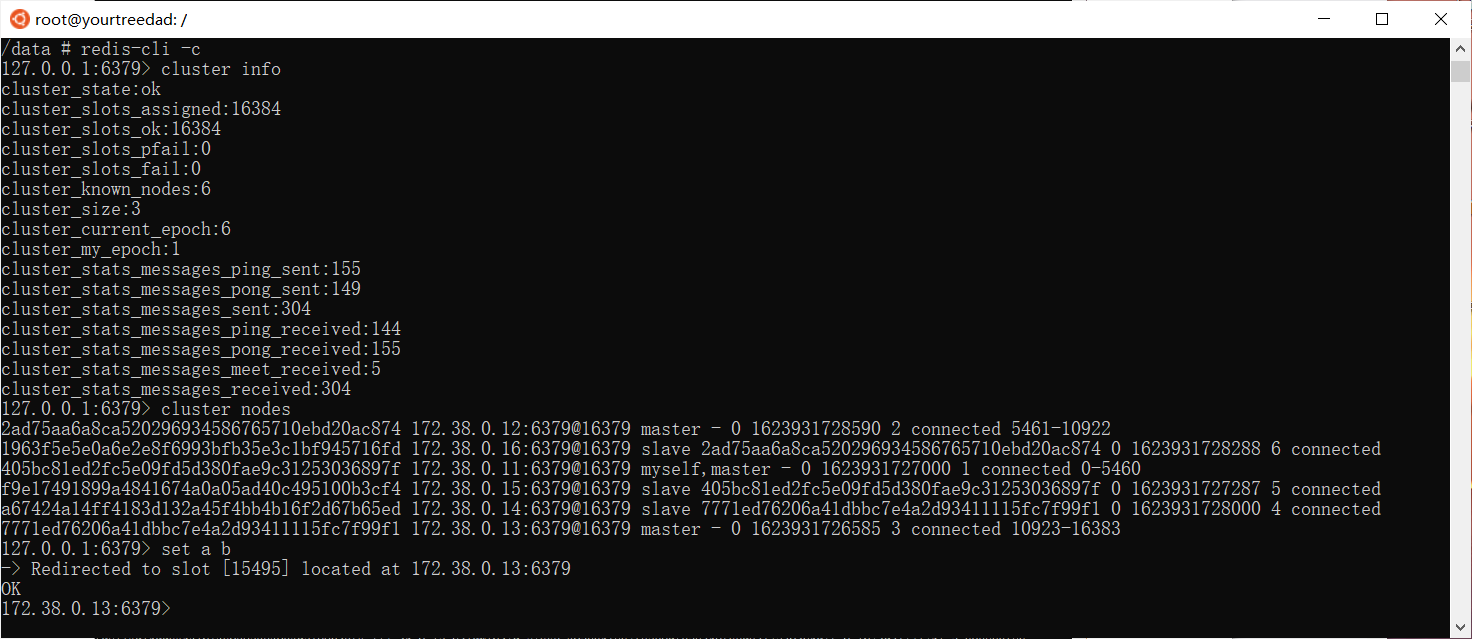 root@yourtreedad: /
/data # redis-cli -c
127.0.0.1:6379> cluster info
cluster_state:ok
cluster_slots_assigned:16384
cluster_slots_ok:16384
cluster_slots_pfail:0
cluster_slots_fail:0
cluster_known_nodes:6
cluster_size:3
cluster_current_epoch:6
cluster_my_epoch:1
cluster_stats_messages_ping_sent:155
cluster_stats_messages_pong_sent:149
cluster_stats_messages_sent:304
cluster_stats_messages_ping_received:144
cluster_stats_messages_pong_received:155
cluster_stats_messages_meet_received:5
cluster_stats_messages_received:304
127.0.0.1:6379> cluster nodes
2ad75aa6a8ca520296934586765710ebd20ac874 172.38.0.12:6379@16379 master - 0 1623931728590 2 connected 5461-10922
1963f5e5e0a6e2e8f6993bfb35e3c1bf945716fd 172.38.0.16:6379@16379 slave 2ad75aa6a8ca520296934586765710ebd20ac874 0 1623931728288 6 connected
405bc81ed2fc5e09fd5d380fae9c31253036897f 172.38.0.11:6379@16379 myself,master - 0 1623931727000 1 connected 0-5460
f9e17491899a4841674a0a05ad40c495100b3cf4 172.38.0.15:6379@16379 slave 405bc81ed2fc5e09fd5d380fae9c31253036897f 0 1623931727287 5 connected
a67424a14ff4183d132a45f4bb4b16f2d67b65ed 172.38.0.14:6379@16379 slave 7771ed76206a41dbbc7e4a2d93411115fc7f99f1 0 1623931728000 4 connected
7771ed76206a41dbbc7e4a2d93411115fc7f99f1 172.38.0.13:6379@16379 master - 0 1623931726585 3 connected 10923-16383
127.0.0.1:6379> set a b
-> Redirected to slot [15495] located at 172.38.0.13:6379
OK
172.38.0.13:6379>